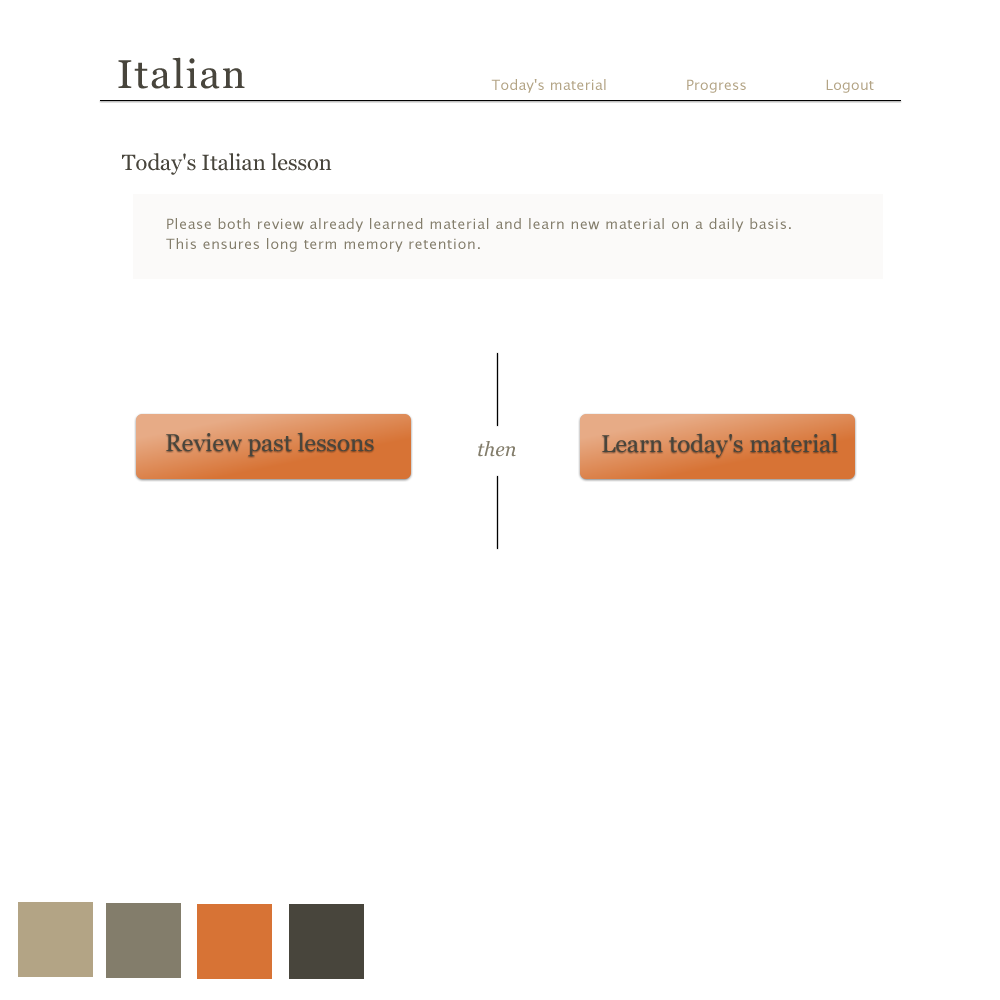 Italian
Today's material
Progress
Logout
Today's Italian lesson
Please both review already learned material and learn new material on a daily basis.
This ensures long term memory retention.
Review past lessons
then
Learn today's material